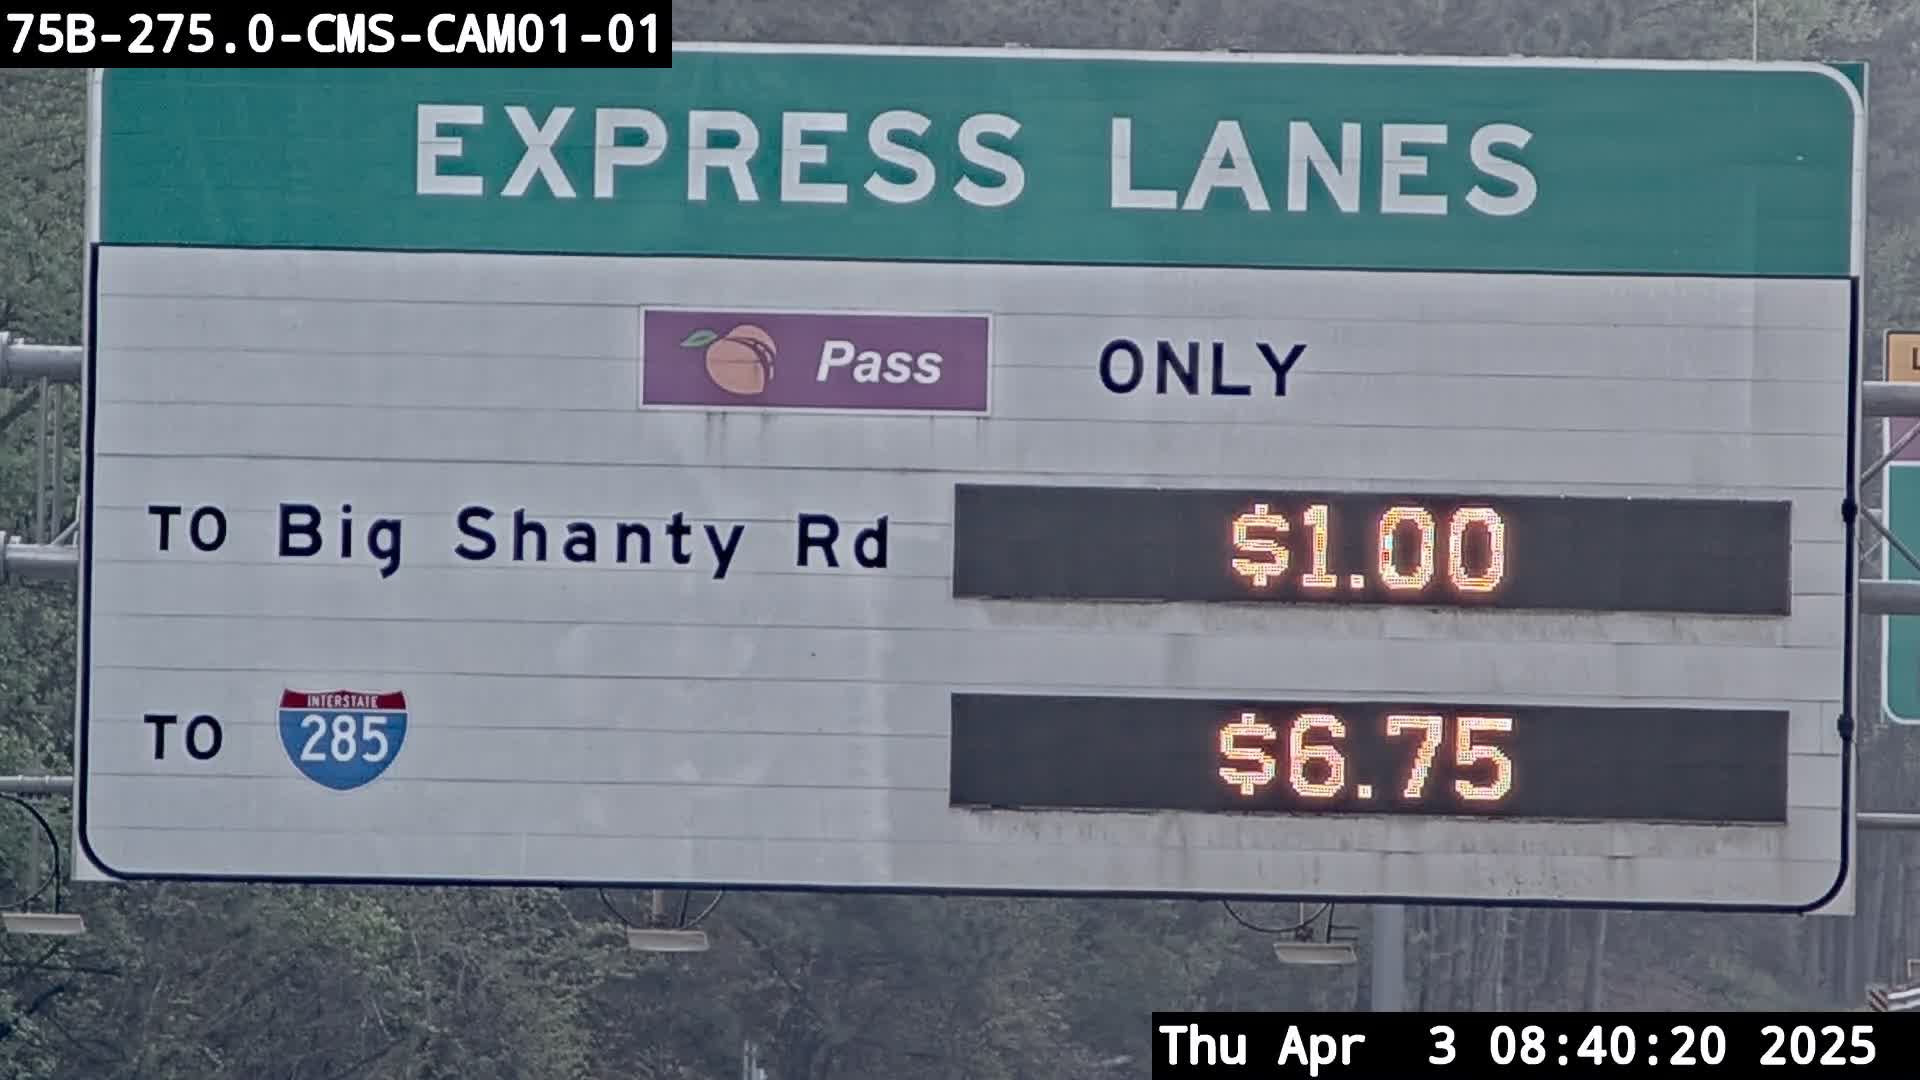 75B-275.0-CMS-CAM01-01
EXPRESS LANES
Pass ONLY
TO Big Shanty Rd $1.00
INTERSTATE
TO 285 $6.75
Thu Apr 3 08:40:20 2025